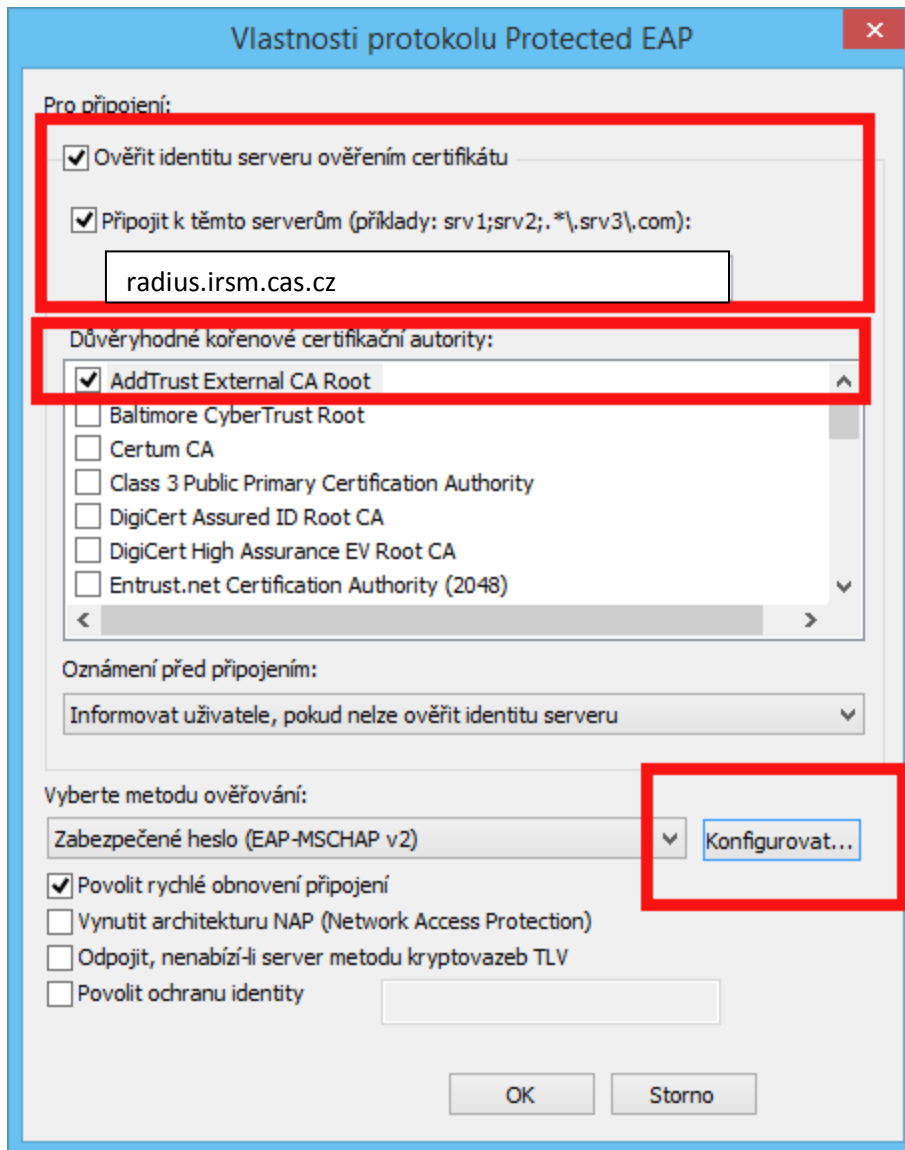 Vlastnosti protokolu Protected EAP
Pro připojení:
Ověřit identitu serveru ověřením certifikátu
Připojit k těmto serverům (příklady: srv1;srv2;.*\.srv3\.com):
radius.irsm.cas.cz
Důvěryhodné kořenové certifikační autority:
AddTrust External CA Root
Baltimore CyberTrust Root
Certum CA
Class 3 Public Primary Certification Authority
DigiCert Assured ID Root CA
DigiCert High Assurance EV Root CA
Entrust.net Certification Authority (2048)
Oznámení před připojením:
Informovat uživatele, pokud nelze ověřit identitu serveru
Vyberte metodu ověřování:
Zabezpečené heslo (EAP-MSCHAP v2)
Konfigurovat...
Povolit rychlé obnovení připojení
Vynutit architekturu NAP (Network Access Protection)
Odpojit, nenabízí-li server metodu kryptovazeb TLV
Povolit ochranu identity
OK
Storno